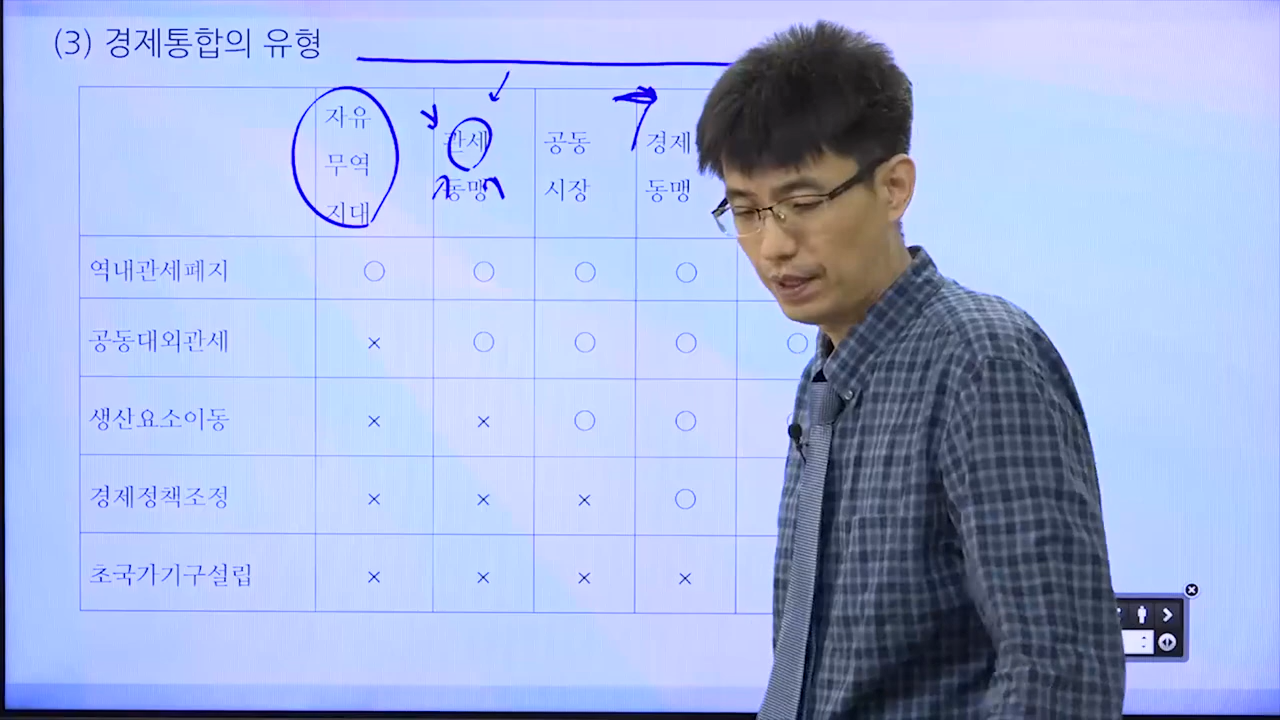 (3) 경제통합의 유형
자유 무역 지대 관세 동맹 공동 시장 경제 동맹
역내관세폐지 ○ ○ ○ ○
공동대외관세 × ○ ○ ○ ○
생산요소이동 × × ○ ○
경제정책조정 × × × ○
초국가기구설립 × × × ×